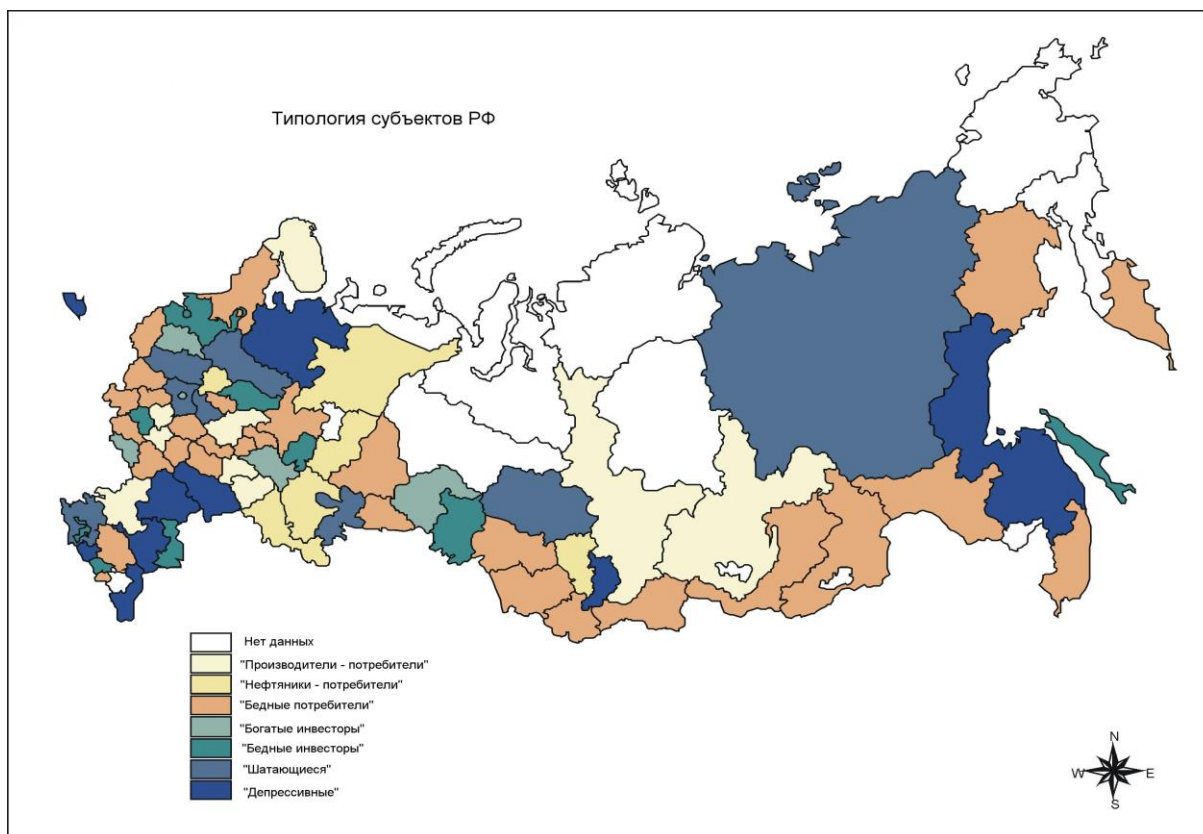 Типология субъектов РФ
Нет данных
"Производители - потребители"
"Нефтяники - потребители"
"Бедные потребители"
"Богатые инвесторы"
"Бедные инвесторы"
"Шатающиеся"
"Депрессивные"
N
W E
S